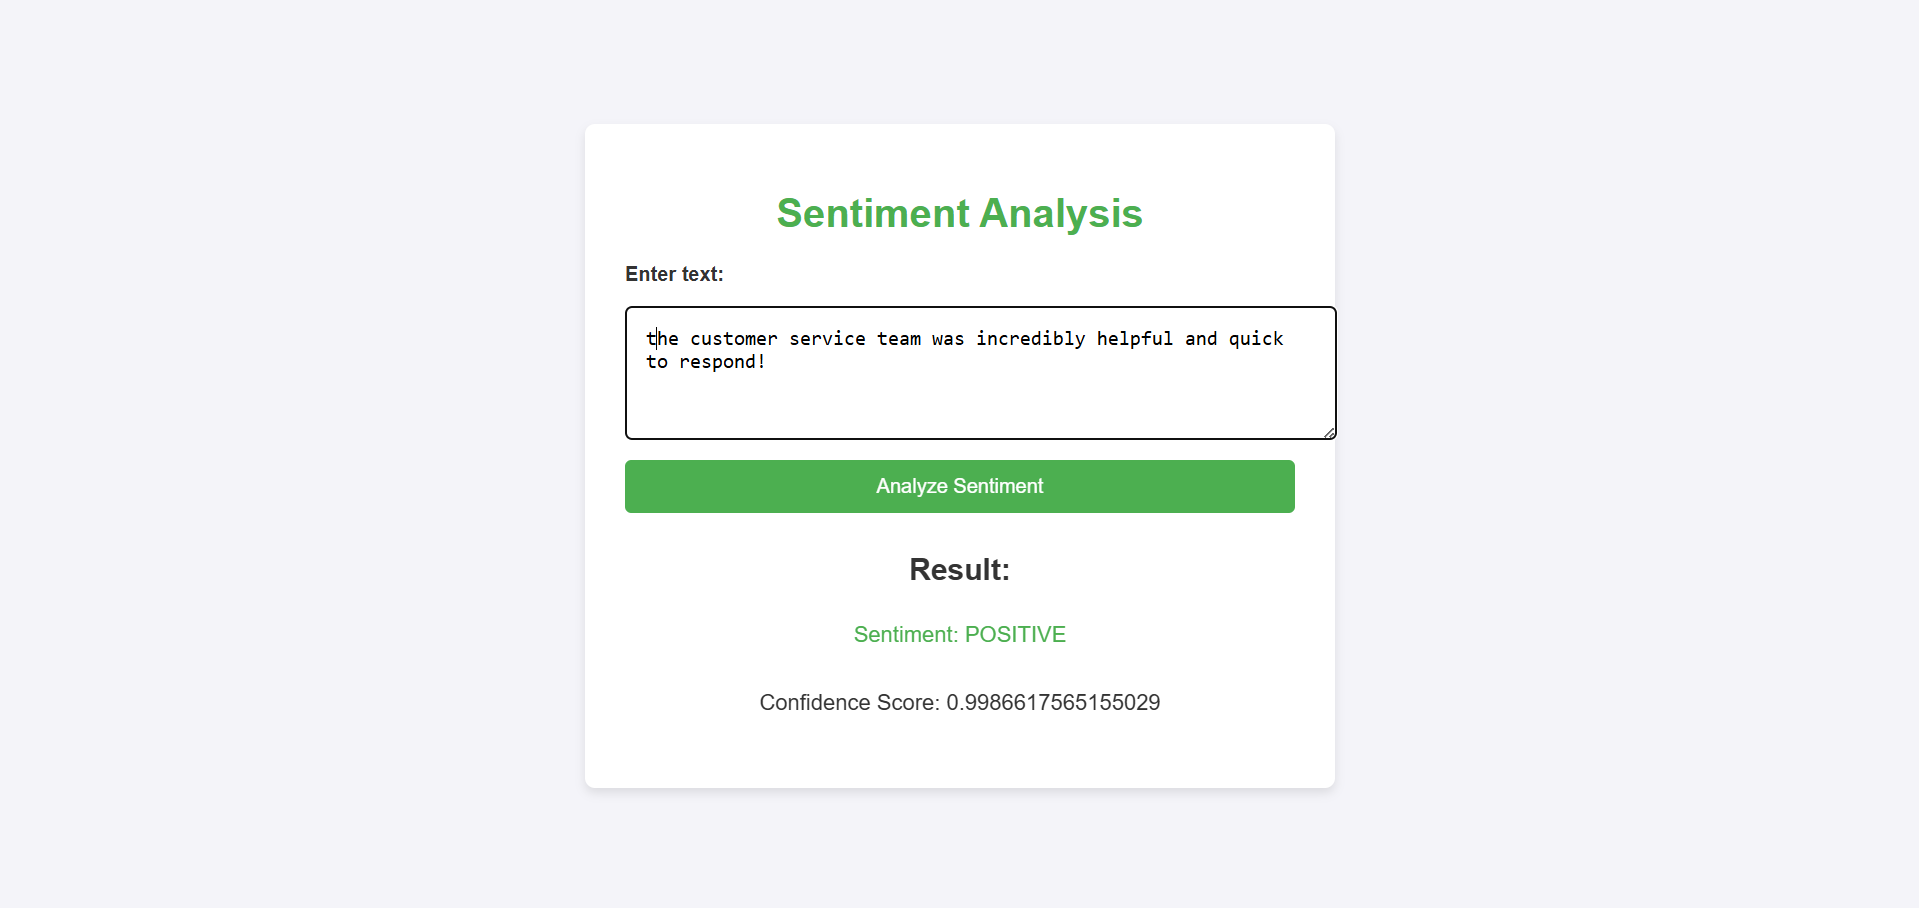 Sentiment Analysis
Enter text:
the customer service team was incredibly helpful and quick
to respond!
Analyze Sentiment
Result:
Sentiment: POSITIVE
Confidence Score: 0.9986617565155029